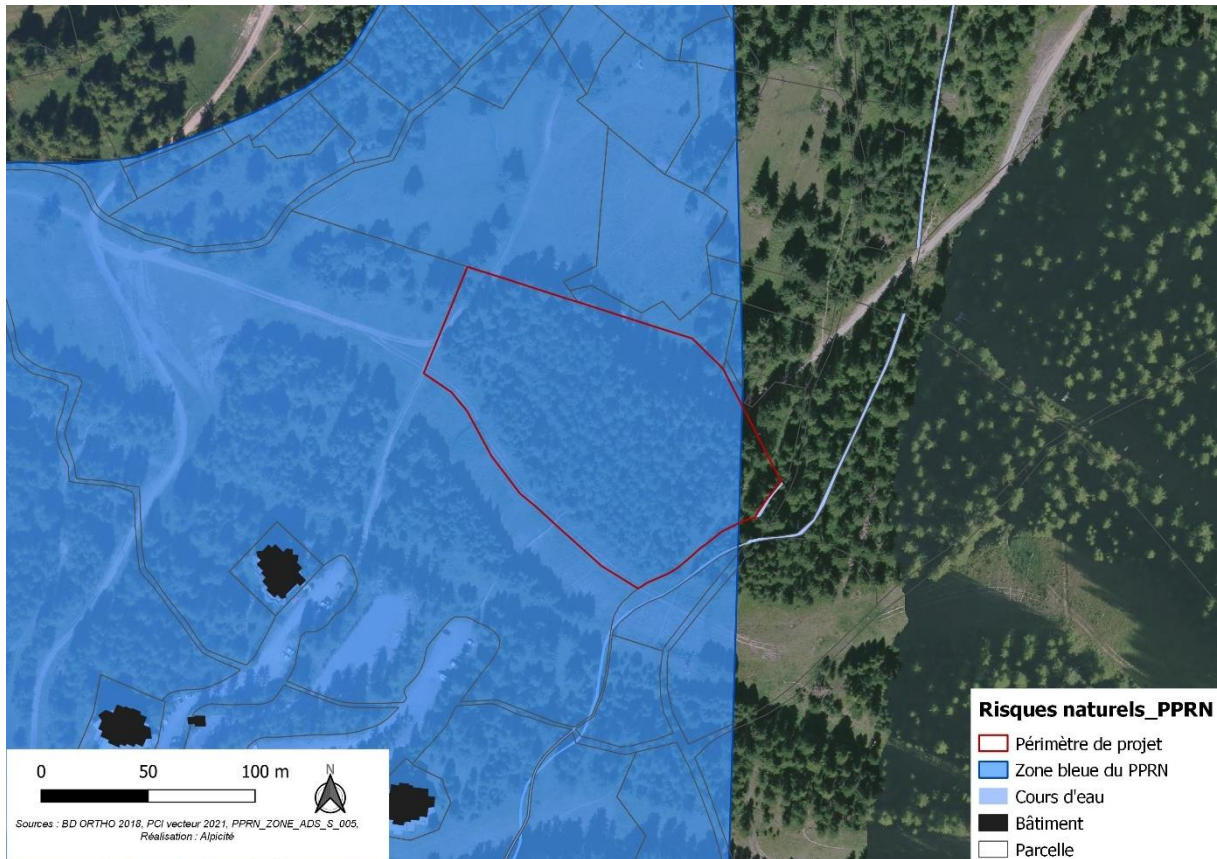 Risques naturels_PPRN
Périmètre de projet
Zone bleue du PPRN
Cours d'eau
Bâtiment
Parcelle
0 50 100 m
N
Sources : BD ORTHO 2018, PCI vecteur 2021, PPRN_ZONE_ADS_S_005,
Réalisation : Alpicité